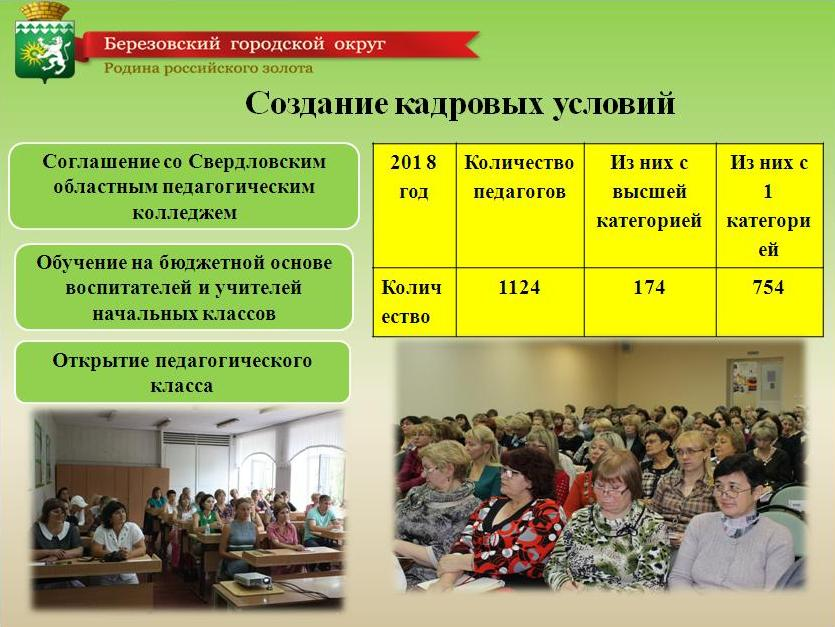 Березовский городской округ
Родина российского золота
Создание кадровых условий
Соглашение со Свердловским
областным педагогическим
колледжем
Обучение на бюджетной основе
воспитателей и учителей
начальных классов
Открытие педагогического
класса
2018
год
Количество
педагогов
Из них с
высшей
категорией
Из них с
1
категори
ей
Колич
ество
1124
174
754